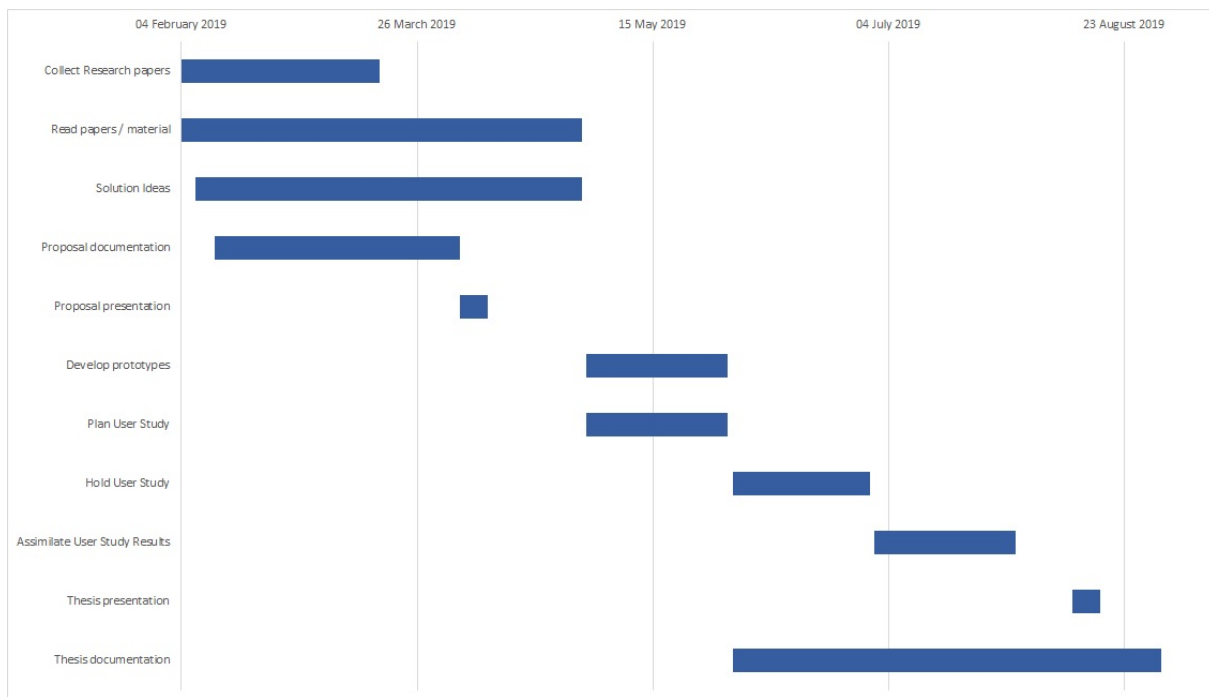 04 February 2019 26 March 2019 15 May 2019 04 July 2019 23 August 2019
Collect Research papers
Read papers / material
Solution Ideas
Proposal documentation
Proposal presentation
Develop prototypes
Plan User Study
Hold User Study
Assimilate User Study Results
Thesis presentation
Thesis documentation